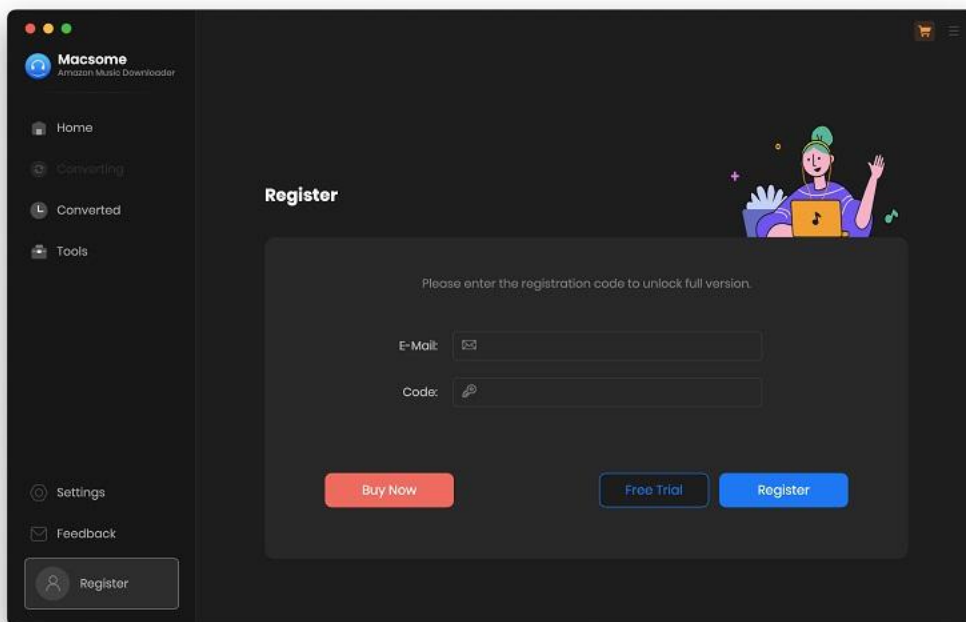 Macsome
Amazon Music Downloader
Home
Converting
Converted
Tools
Settings
Feedback
Register
Register
Please enter the registration code to unlock full version.
E-Mail:
Code:
Buy Now
Free Trial
Register